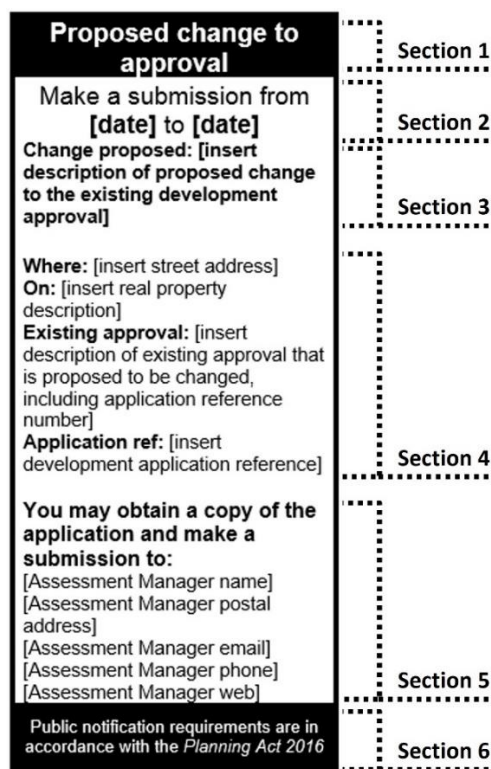 Proposed change to
approval
Section 1
Make a submission from
[date] to [date]
Section 2
Change proposed: [insert
description of proposed change
to the existing development
approval]
Section 3
Where: [insert street address]
On: [insert real property
description]
Existing approval: [insert
description of existing approval that
is proposed to be changed,
including application reference
number]
Application ref: [insert
development application reference]
Section 4
You may obtain a copy of the
application and make a
submission to:
[Assessment Manager name]
[Assessment Manager postal
address]
[Assessment Manager email]
[Assessment Manager phone]
[Assessment Manager web]
Section 5
Public notification requirements are in
accordance with the Planning Act 2016
Section 6